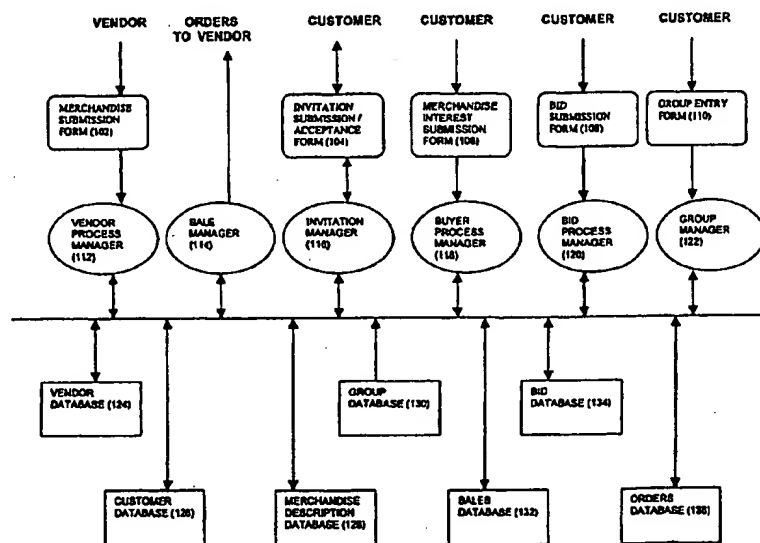 VENDOR
ORDERS
TO VENDOR
CUSTOMER
CUSTOMER
CUSTOMER
CUSTOMER
MERCHANDISE
SUBMISSION
FORM (102)
INVITATION
SUBMISSION /
ACCEPTANCE
FORM (104)
MERCHANDISE
INTEREST
SUBMISSION
FORM (106)
BID
SUBMISSION
FORM (108)
GROUP ENTRY
FORM (110)
VENDOR
PROCESS
MANAGER
(112)
SALE
MANAGER
(114)
INVITATION
MANAGER
(116)
BUYER
PROCESS
MANAGER
(118)
BID
PROCESS
MANAGER
(120)
GROUP
MANAGER
(122)
VENDOR
DATABASE (124)
GROUP
DATABASE (130)
BID
DATABASE (134)
CUSTOMER
DATABASE (126)
MERCHANDISE
DESCRIPTION
DATABASE (128)
SALES
DATABASE (132)
ORDERS
DATABASE (136)